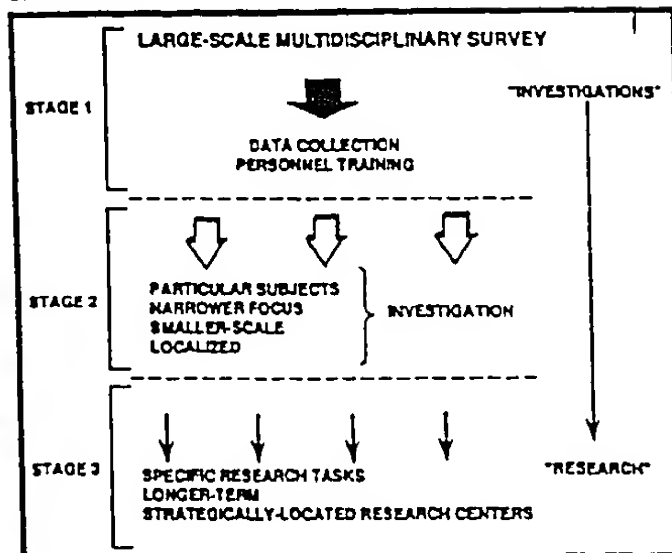 LARGE-SCALE MULTIDISCIPLINARY SURVEY
STAGE 1
"INVESTIGATIONS"
DATA COLLECTION
PERSONNEL TRAINING
STAGE 2
PARTICULAR SUBJECTS
NARROWER FOCUS
SMALLER-SCALE
LOCALIZED
INVESTIGATION
STAGE 3
SPECIFIC RESEARCH TASKS
LONGER-TERM
STRATEGICALLY-LOCATED RESEARCH CENTERS
"RESEARCH"